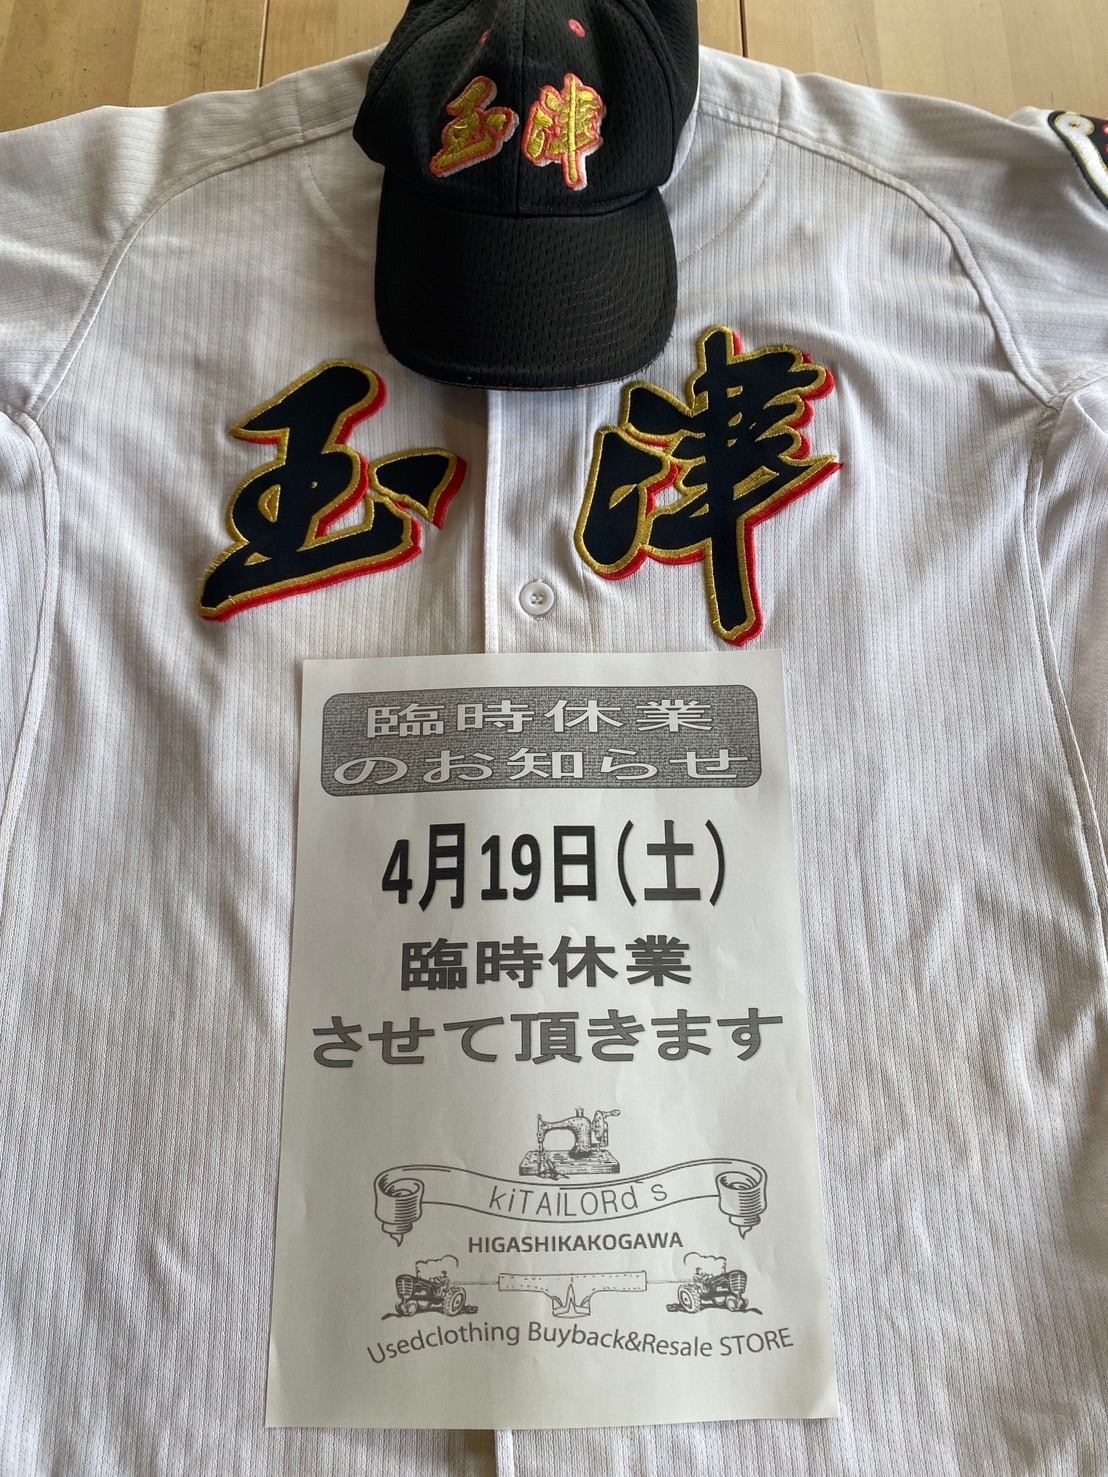 玉津
玉津
臨時休業
のお知らせ
4月19日(土)
臨時休業
させて頂きます
kiTAILORd`s
HIGASHIKAKOGAWA
Usedclothing Buyback&Resale STORE